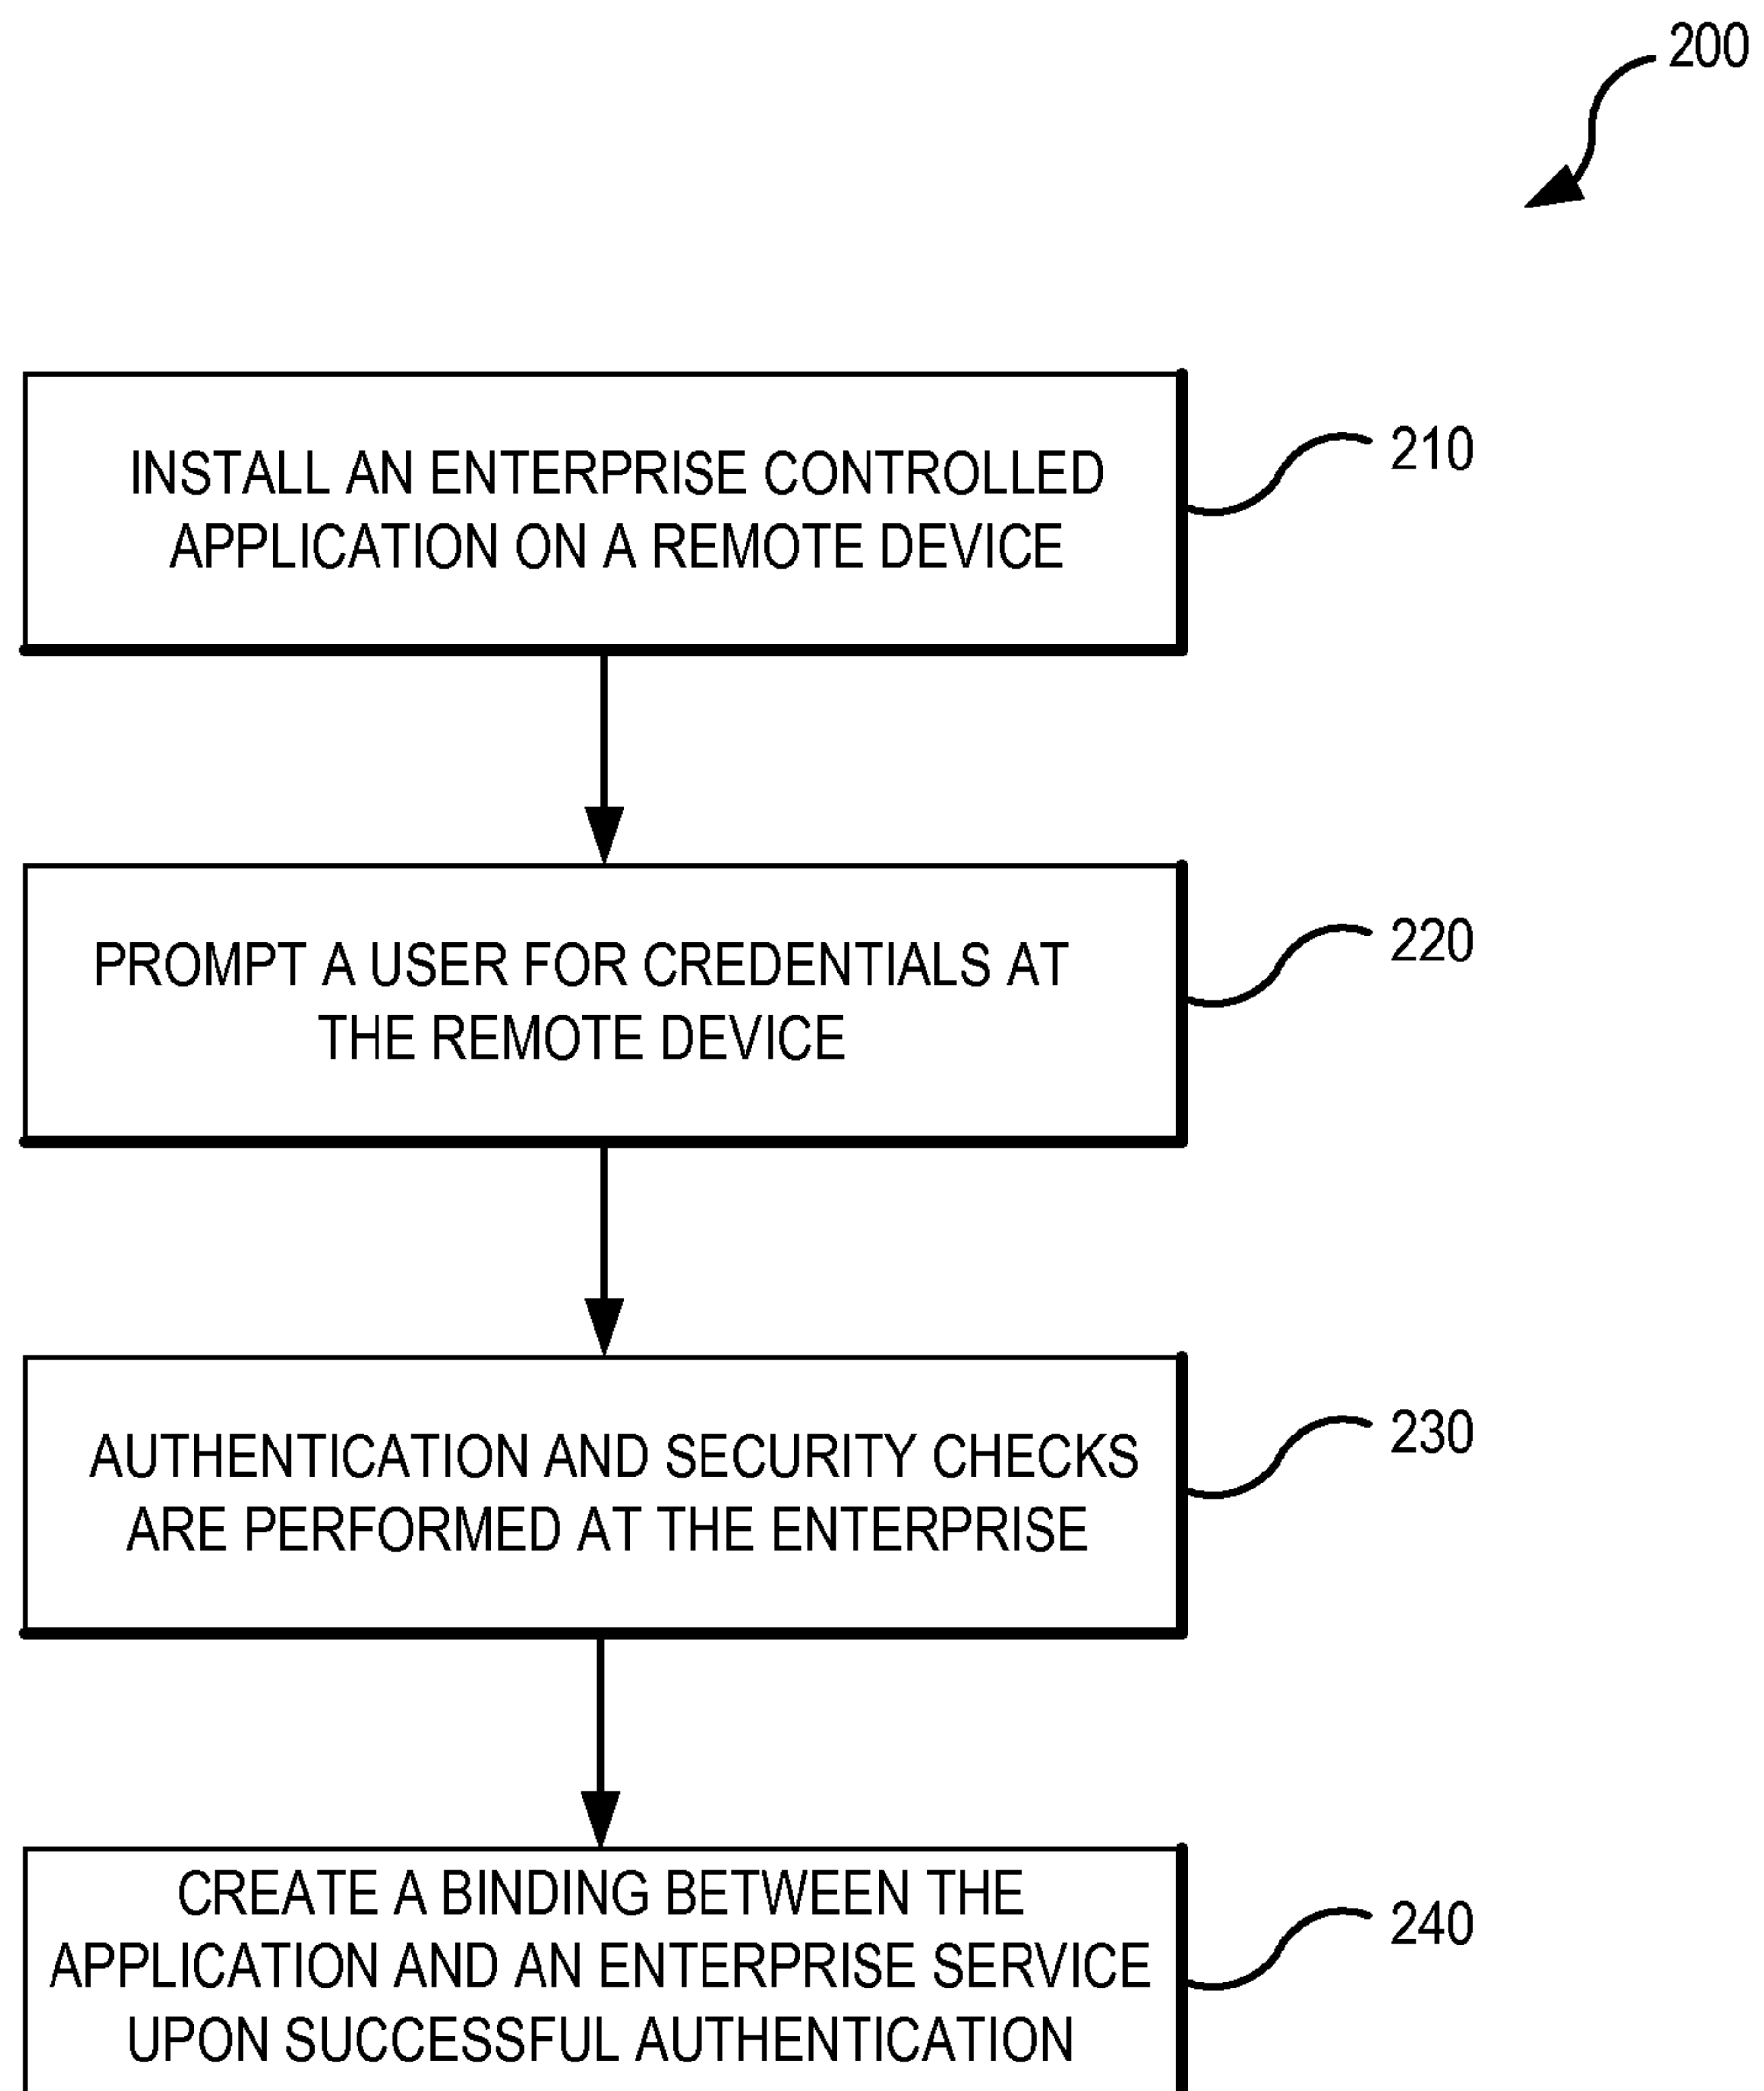 200
INSTALL AN ENTERPRISE CONTROLLED
APPLICATION ON A REMOTE DEVICE
210
PROMPT A USER FOR CREDENTIALS AT
THE REMOTE DEVICE
220
AUTHENTICATION AND SECURITY CHECKS
ARE PERFORMED AT THE ENTERPRISE
230
CREATE A BINDING BETWEEN THE
APPLICATION AND AN ENTERPRISE SERVICE
UPON SUCCESSFUL AUTHENTICATION
240